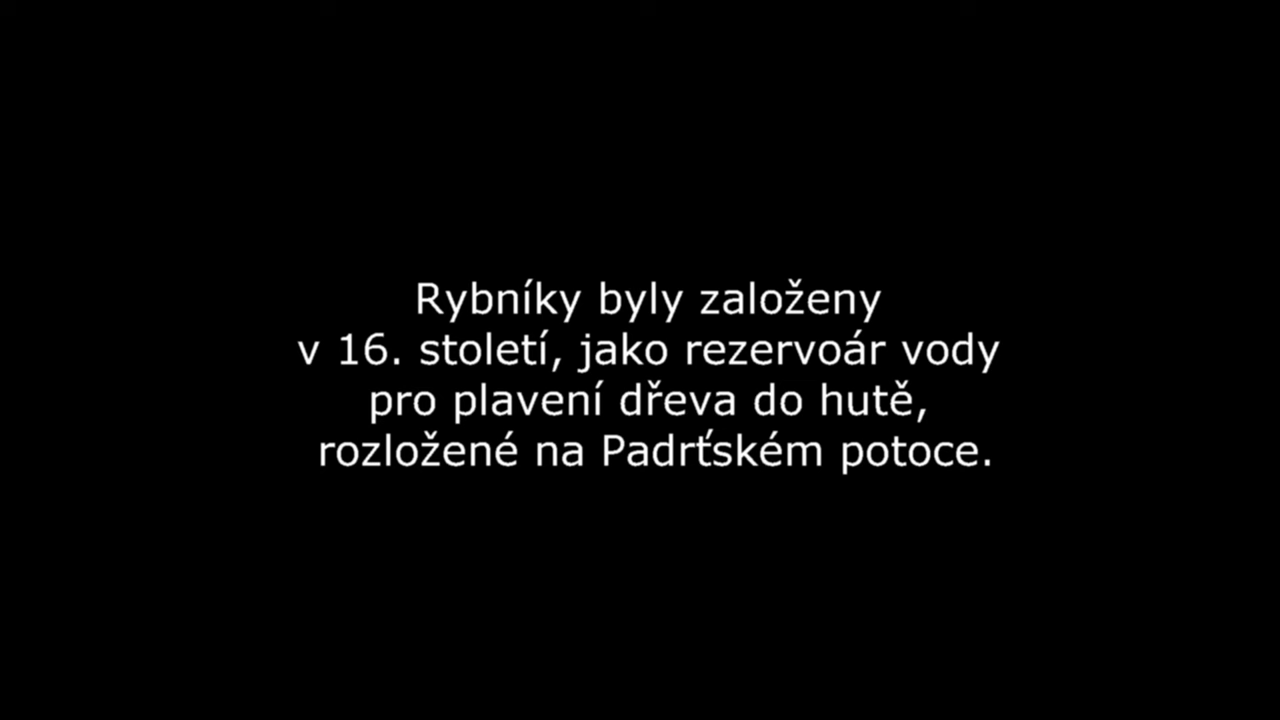 Rybníky byly založeny
v 16. století, jako rezervoár vody
pro plavení dřeva do hutě,
rozložené na Padrťském potoce.